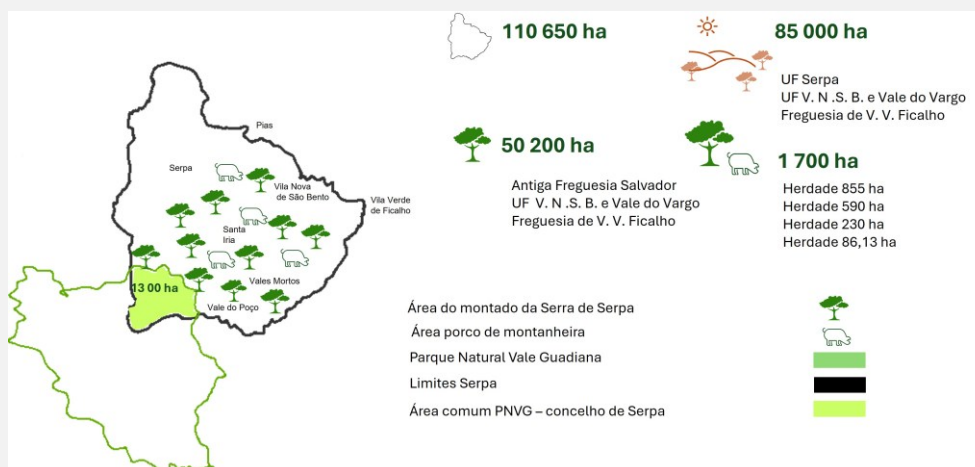 110 650 ha
85 000 ha
UF Serpa
UF V. N .S. B. e Vale do Vargo
Freguesia de V. V. Ficalho
50 200 ha
Antiga Freguesia Salvador
UF V. N .S. B. e Vale do Vargo
Freguesia de V. V. Ficalho
1 700 ha
Herdade 855 ha
Herdade 590 ha
Herdade 230 ha
Herdade 86,13 ha
Pias
Serpa
Vila Nova
de São Bento
Vila Verde
de Ficalho
Santa
Iria
Vales Mortos
13 00 ha
Vale do Poço
Área do montado da Serra de Serpa
Área porco de montanheira
Parque Natural Vale Guadiana
Limites Serpa
Área comum PNVG – concelho de Serpa